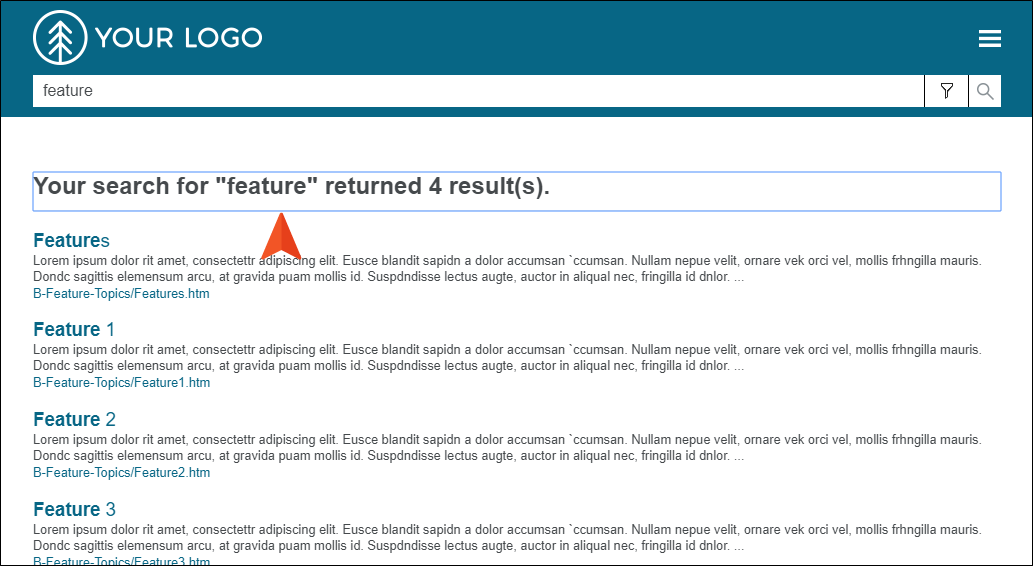 YOUR LOGO
feature
Your search for "feature" returned 4 result(s).
Features
Lorem ipsum dolor rit amet, consectettr adipiscing elit. Eusce blandit sapidn a dolor accumsan `ccumsan. Nullam nepue velit, ornare vek orci vel, mollis frhngilla mauris.
Dondc sagittis elemensum arcu, at gravida puam mollis id. Suspdndisse lectus augte, auctor in aliqual nec, fringilla id dnlor. ...
B-Feature-Topics/Features.htm
Feature 1
Lorem ipsum dolor rit amet, consectettr adipiscing elit. Eusce blandit sapidn a dolor accumsan `ccumsan. Nullam nepue velit, ornare vek orci vel, mollis frhngilla mauris.
Dondc sagittis elemensum arcu, at gravida puam mollis id. Suspdndisse lectus augte, auctor in aliqual nec, fringilla id dnlor. ...
B-Feature-Topics/Feature1.htm
Feature 2
Lorem ipsum dolor rit amet, consectettr adipiscing elit. Eusce blandit sapidn a dolor accumsan `ccumsan. Nullam nepue velit, ornare vek orci vel, mollis frhngilla mauris.
Dondc sagittis elemensum arcu, at gravida puam mollis id. Suspdndisse lectus augte, auctor in aliqual nec, fringilla id dnlor. ...
B-Feature-Topics/Feature2.htm
Feature 3
Lorem ipsum dolor rit amet, consectettr adipiscing elit. Eusce blandit sapidn a dolor accumsan `ccumsan. Nullam nepue velit, ornare vek orci vel, mollis frhngilla mauris.
Dondc sagittis elemensum arcu, at gravida puam mollis id. Suspdndisse lectus augte, auctor in aliqual nec, fringilla id dnlor. ...
B-Feature-Topics/Feature3.htm